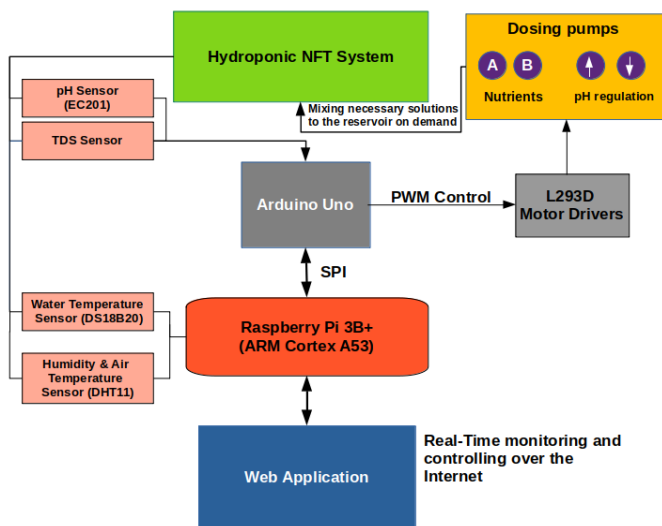 Hydroponic NFT System
Dosing pumps
A B
Nutrients
pH regulation
pH Sensor
(EC201)
TDS Sensor
Mixing necessary solutions
to the reservoir on demand
Arduino Uno
PWM Control
L293D
Motor Drivers
SPI
Water Temperature
Sensor (DS18B20)
Humidity & Air
Temperature
Sensor (DHT11)
Raspberry Pi 3B+
(ARM Cortex A53)
Web Application
Real-Time monitoring and
controlling over the
Internet